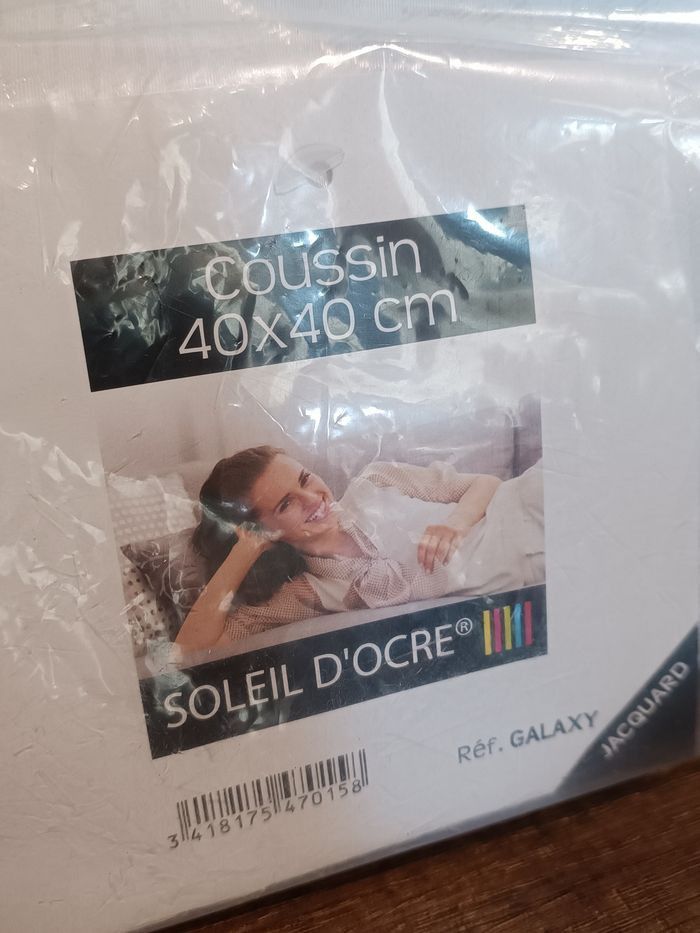 Coussin
40x40 cm
SOLEIL D'OCRE®
Réf. GALAXY
JACQUARD
3 418175 470158